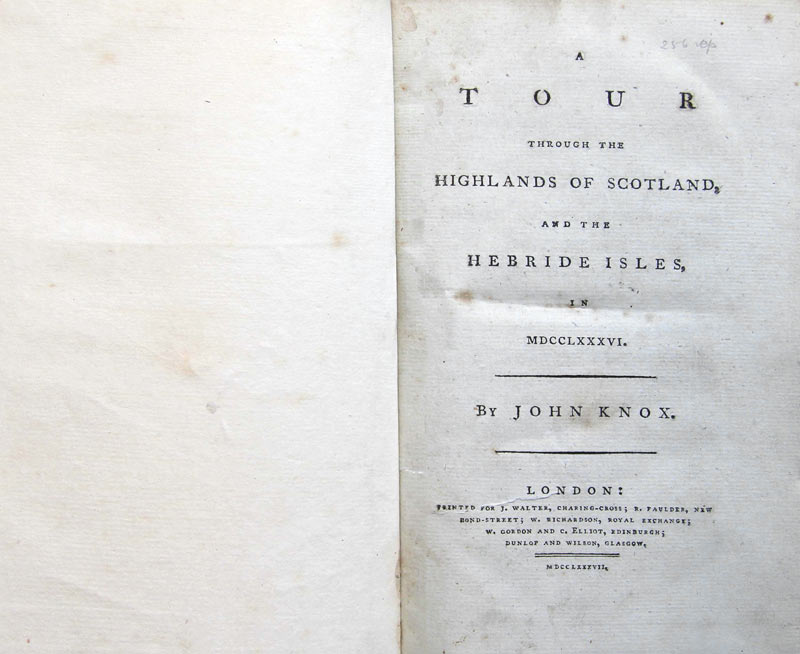 A
TOUR
THROUGH THE
HIGHLANDS OF SCOTLAND,
AND THE
HEBRIDE ISLES,
IN
MDCCLXXXVI.
By JOHN KNOX.
LONDON:
PRINTED FOR J. WALTER, CHARING-CROSS; R. FAULDER, NEW
BOND-STREET; W. RICHARDSON, ROYAL EXCHANGE;
W. GORDON AND C. ELLIOT, EDINBURGH;
DUNLOP AND WILSON, GLASGOW.
MDCCLXXXVII.